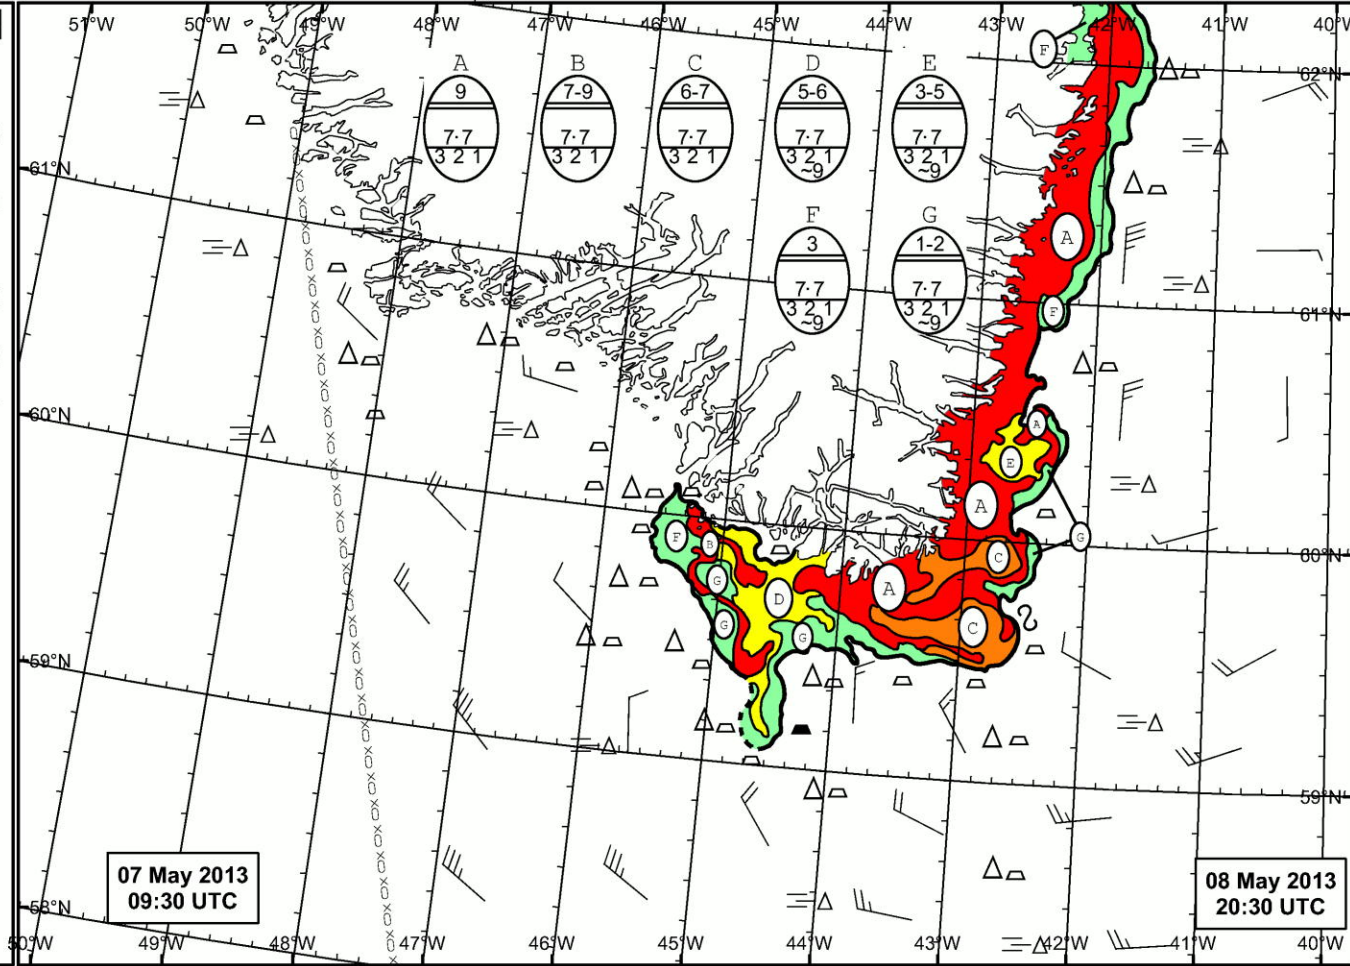 51°W 50°W 49°W 48°W 47°W 46°W 45°W 44°W 43°W 42°W 41°W 40°W
F
62°N
A B C D E
9 7-9 6-7 5-6 3-5
7·7 7·7 7·7 7·7 7·7
3 2 1 3 2 1 3 2 1 3 2 1 3 2 1
~9 ~9
61°N
F G
3 1-2
A
7·7 7·7
3 2 1 3 2 1
~9 ~9
F
61°N
60°N
A
E
A
F B
G
C
60°N
G
D
A
G
G
C
59°N
59°N
07 May 2013
09:30 UTC
08 May 2013
20:30 UTC
58°N
50°W 49°W 48°W 47°W 46°W 45°W 44°W 43°W 42°W 41°W 40°W